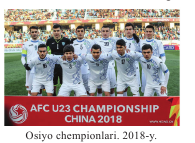 AFC U23 CHAMPIONSHIP
CHINA 2018
Osiyo chempionlari. 2018-y.